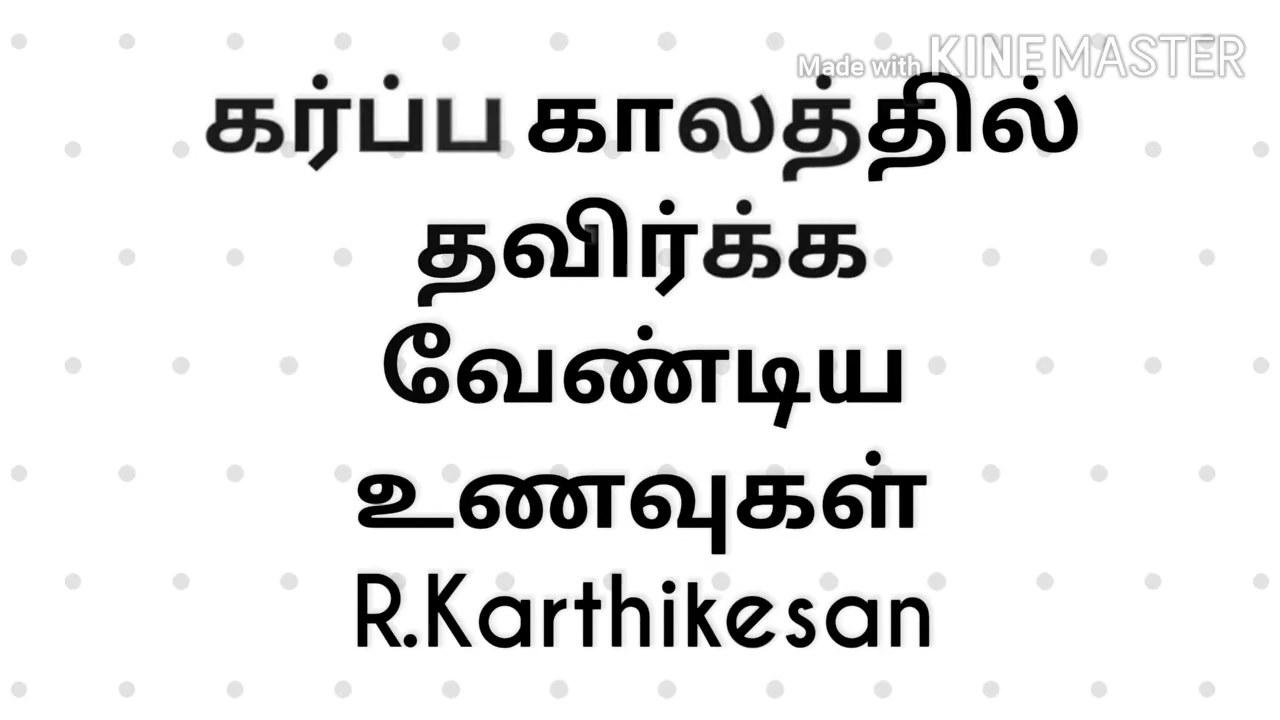 Made with KINEMASTER
கர்ப்ப காலத்தில்
தவிர்க்க
வேண்டிய
உணவுகள்
R.Karthikesan